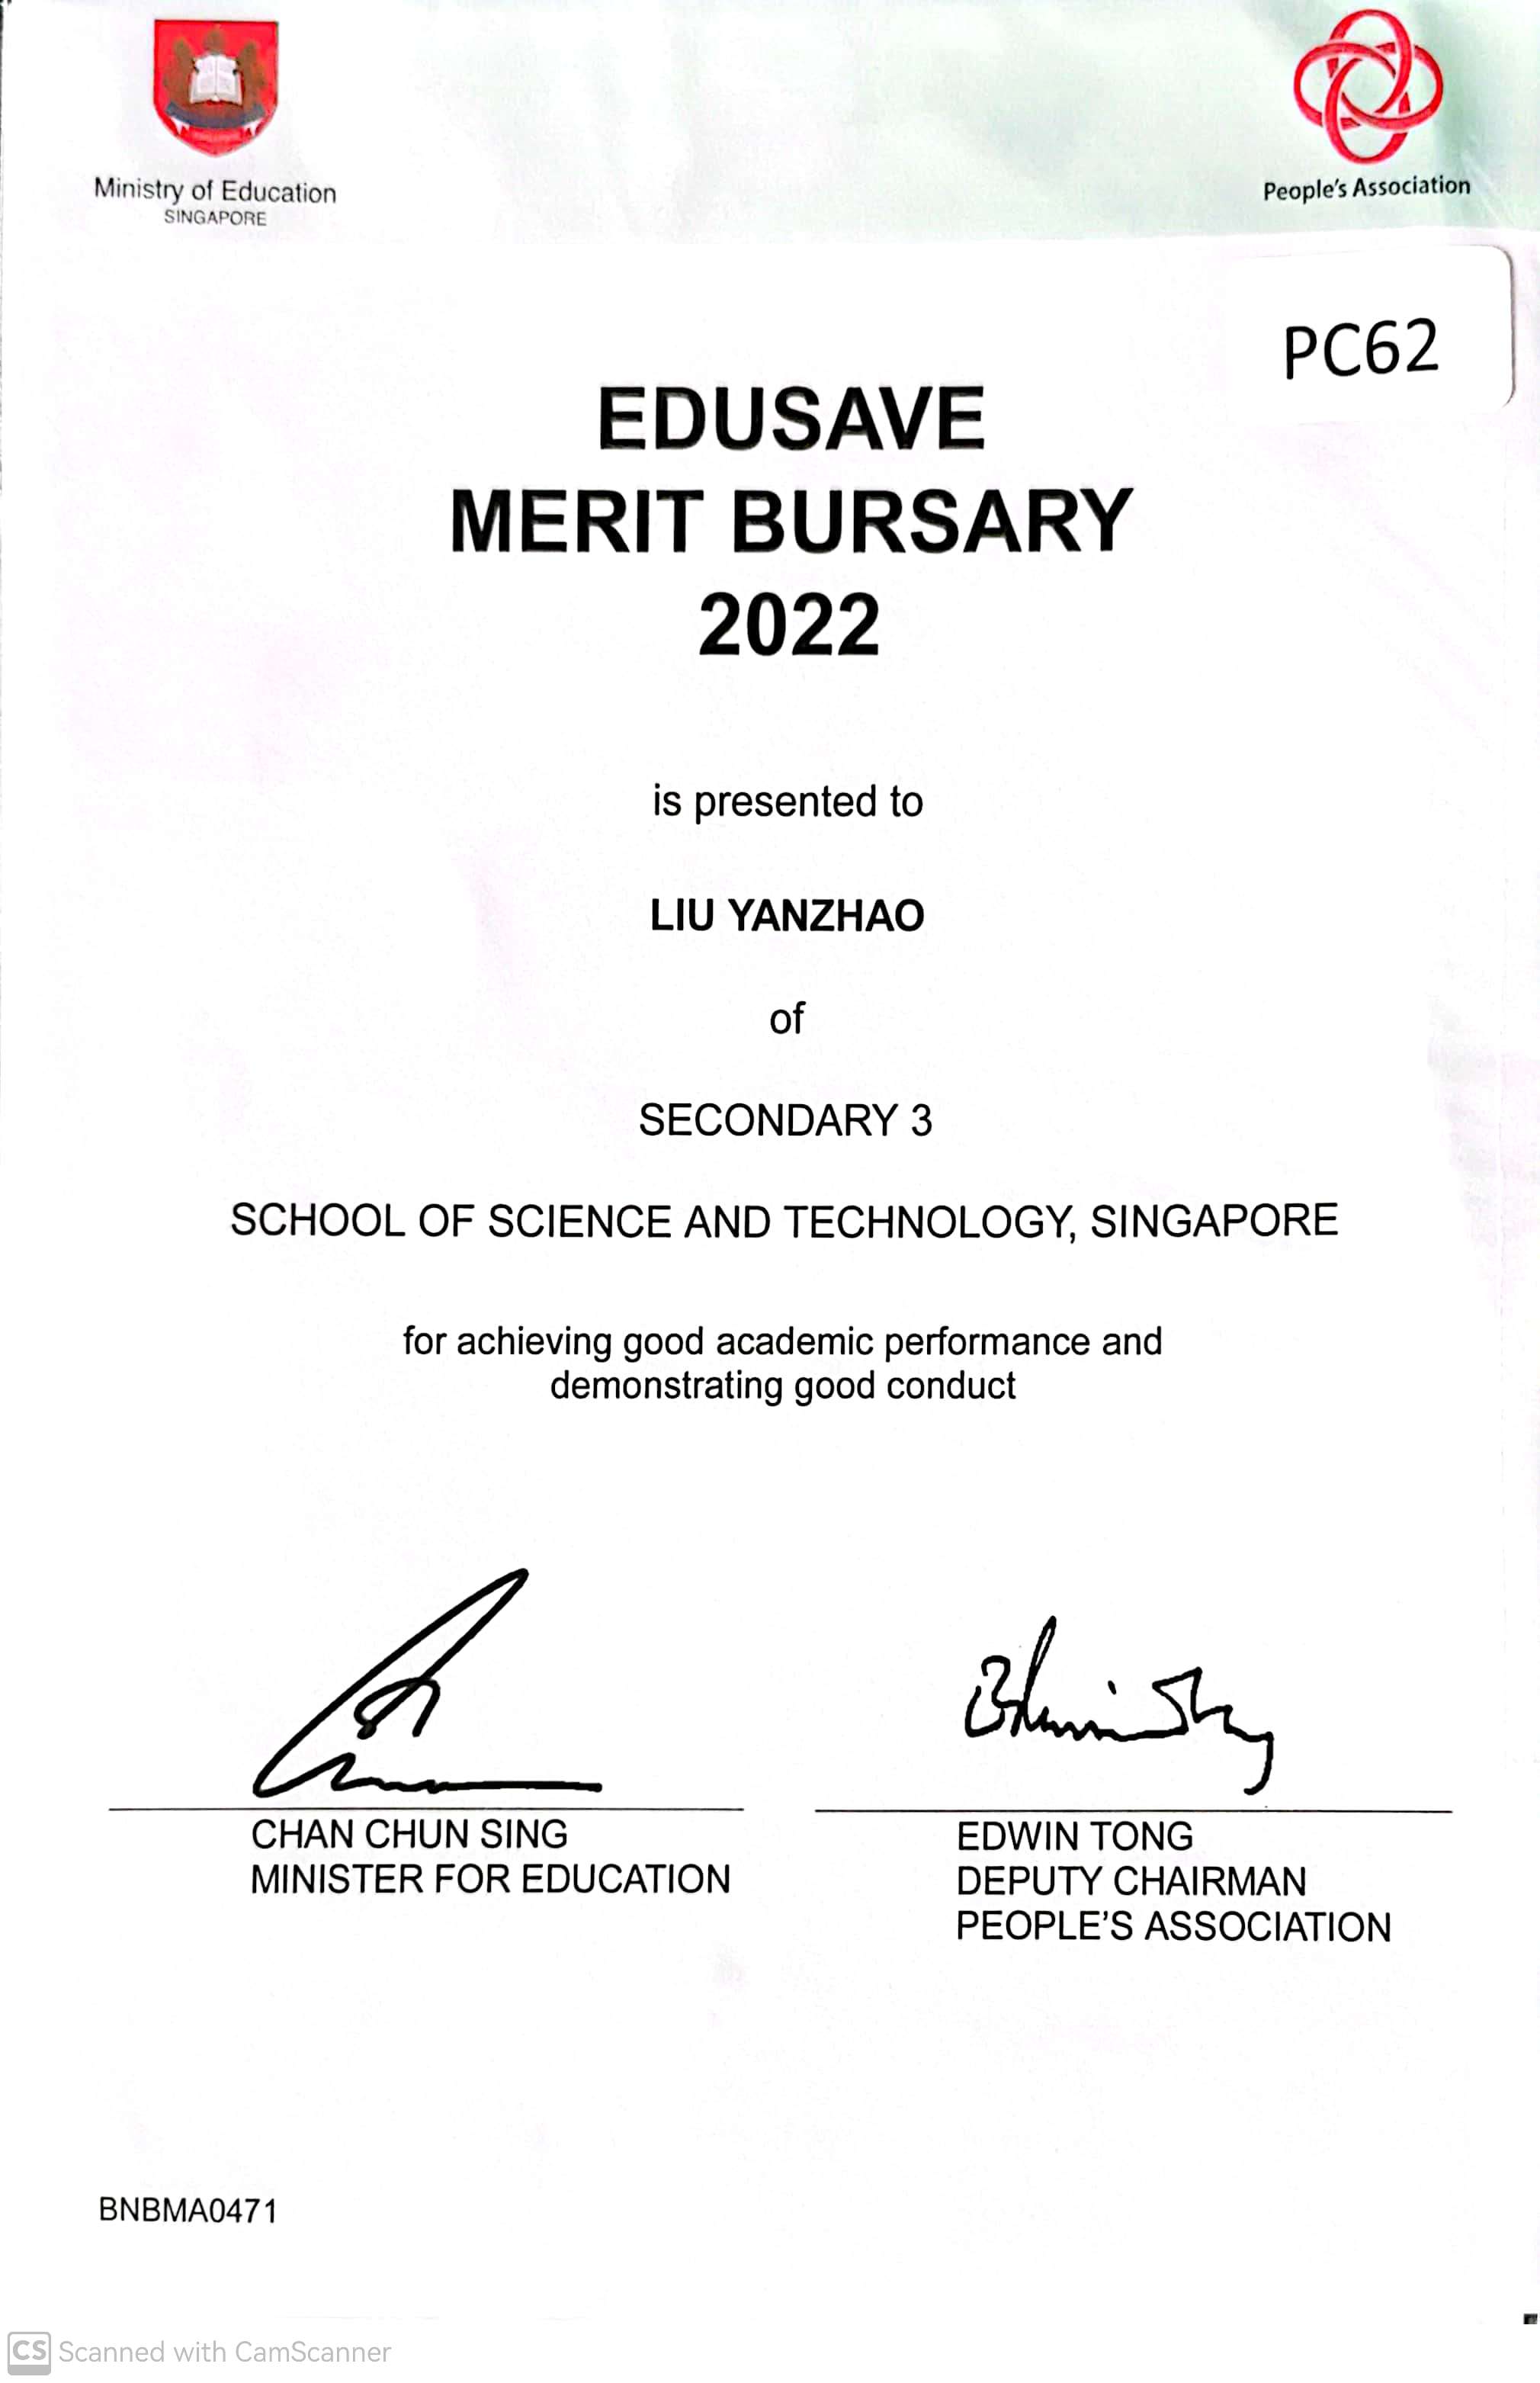 Ministry of Education
SINGAPORE
People's Association
PC62
EDUSAVE
MERIT BURSARY
2022
is presented to
LIU YANZHAO
of
SECONDARY 3
SCHOOL OF SCIENCE AND TECHNOLOGY, SINGAPORE
for achieving good academic performance and
demonstrating good conduct
CHAN CHUN SING
MINISTER FOR EDUCATION
EDWIN TONG
DEPUTY CHAIRMAN
PEOPLE'S ASSOCIATION
BNBMA0471
CS Scanned with CamScanner